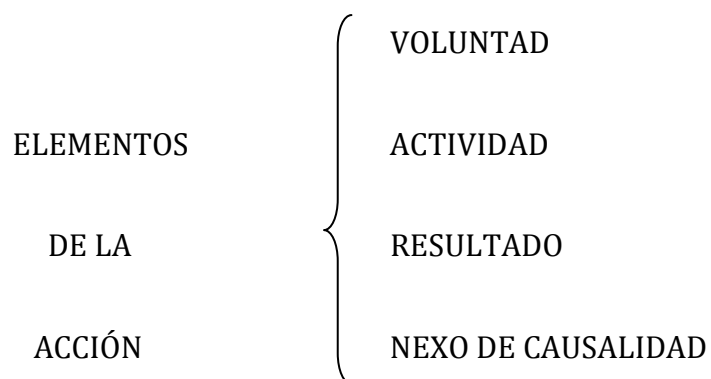 VOLUNTAD
ELEMENTOS
ACTIVIDAD
DE LA
RESULTADO
ACCIÓN
NEXO DE CAUSALIDAD